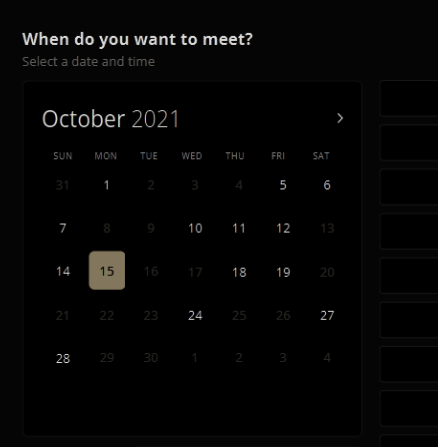 When do you want to meet?
Select a date and time
October 2021
SUN MON TUE WED THU FRI SAT
31 1 2 3 4 5 6
7 8 9 10 11 12 13
14 15 16 17 18 19 20
21 22 23 24 25 26 27
28 29 30 1 2 3 4